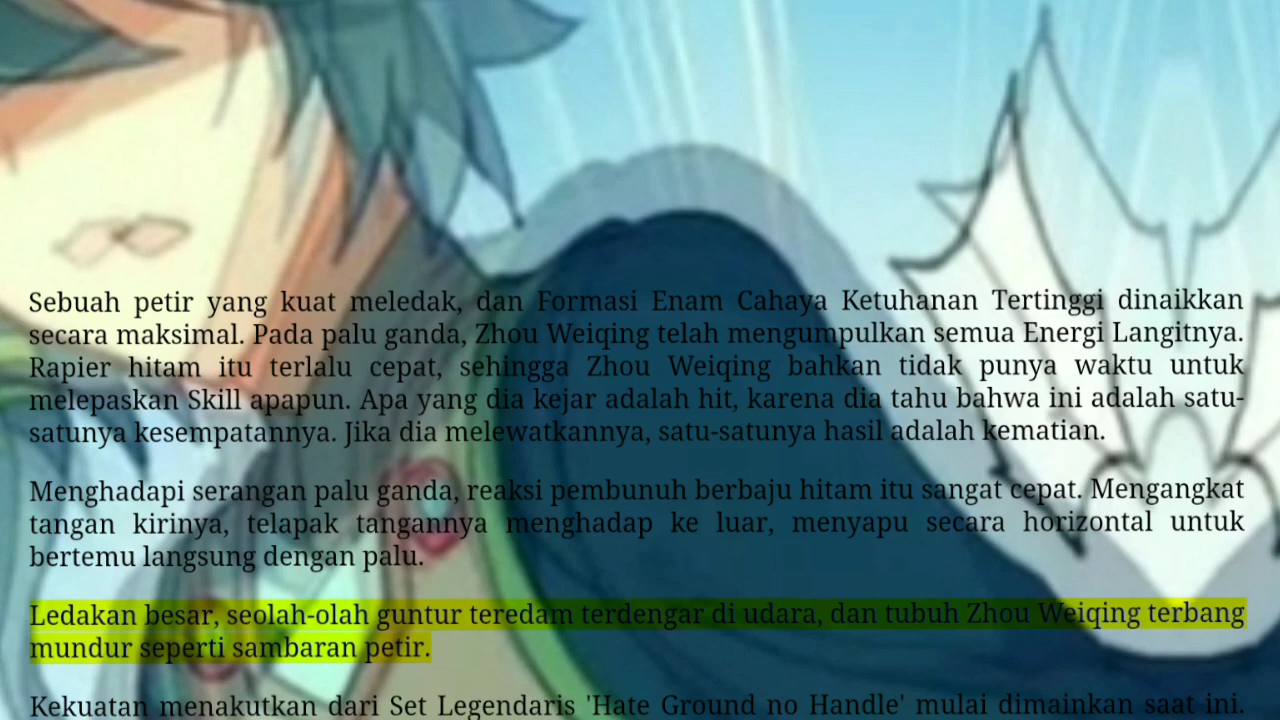 Sebuah petir yang kuat meledak, dan Formasi Enam Cahaya Ketuhanan Tertinggi dinaikkan
secara maksimal. Pada palu ganda, Zhou Weiqing telah mengumpulkan semua Energi Langitnya.
Rapier hitam itu terlalu cepat, sehingga Zhou Weiqing bahkan tidak punya waktu untuk
melepaskan Skill apapun. Apa yang dia kejar adalah hit, karena dia tahu bahwa ini adalah satu-
satunya kesempatannya. Jika dia melewatkannya, satu-satunya hasil adalah kematian.
Menghadapi serangan palu ganda, reaksi pembunuh berbaju hitam itu sangat cepat. Mengangkat
tangan kirinya, telapak tangannya menghadap ke luar, menyapu secara horizontal untuk
bertemu langsung dengan palu.
Ledakan besar, seolah-olah guntur teredam terdengar di udara, dan tubuh Zhou Weiqing terbang
mundur seperti sambaran petir.
Kekuatan menakutkan dari Set Legendaris 'Hate Ground no Handle' mulai dimainkan saat ini.